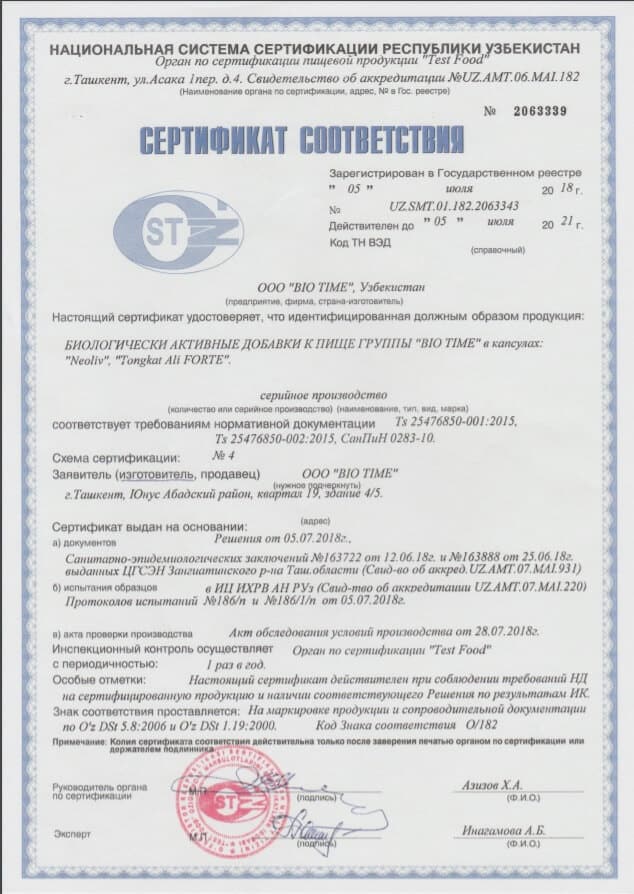 НАЦИОНАЛЬНАЯ СИСТЕМА СЕРТИФИКАЦИИ РЕСПУБЛИКИ УЗБЕКИСТАН
Орган по сертификации пищевой продукции "Test Food"
г.Ташкент, ул.Асака 1пер. д.4. Свидетельство об аккредитации №UZ.AMT.06.MAI.182
(Наименование органа по сертификации, адрес, № в Гос. реестре)
№ 2063339
СЕРТИФИКАТ СООТВЕТСТВИЯ
Зарегистрирован в Государственном реестре
" 05 " июля 20 18 г.
№ UZ.SMT.01.182.2063343
Действителен до " 05 " июля 20 21 г.
Код ТН ВЭД
(справочный)
ST
ООО "BIO TIME", Узбекистан
(предприятие, фирма, страна-изготовитель)
Настоящий сертификат удостоверяет, что идентифицированная должным образом продукция:
БИОЛОГИЧЕСКИ АКТИВНЫЕ ДОБАВКИ К ПИЩЕ ГРУППЫ "BIO TIME" в капсулах:
"Neoliv", "Tongkat Ali FORTE".
серийное производство
(количество или серийное производство) (наименование, тип, вид, марка)
соответствует требованиям нормативной документации Ts 25476850-001:2015,
Ts 25476850-002:2015, СанПиН 0283-10.
Схема сертификации: № 4
Заявитель (изготовитель, продавец) ООО "BIO TIME"
(нужное подчеркнуть)
г.Ташкент, Юнус Абадский район, квартал 19, здание 4/5.
(адрес)
Сертификат выдан на основании:
а) документов Решения от 05.07.2018г.,
Санитарно-эпидемиологических заключений №163722 от 12.06.18г. и №163888 от 25.06.18г.
выданных ЦГСЭН Зангиатинского р-на Таш.области (Свид-во об аккред.UZ.AMT.07.MAI.931)
б) испытания образцов в ИЦ ИХРВ АН РУз (Свид-тво об аккредитации UZ.AMT.07.MAI.220)
Протоколов испытаний №186/п и №186/1/п от 05.07.2018г.
в) акта проверки производства Акт обследования условий производства от 28.07.2018г.
Инспекционный контроль осуществляет Орган по сертификации "Test Food"
с периодичностью: 1 раз в год.
Особые отметки: Настоящий сертификат действителен при соблюдении требований НД
на сертифицированную продукцию и наличии соответствующего Решения по результатам ИК.
Знак соответствия проставляется: На маркировке продукции и сопроводительной документации
по O'z DSt 5.8:2006 и O'z DSt 1.19:2000. Код Знака соответствия O/182
Примечание: Копия сертификата соответствия действительна только после заверения печатью органом по сертификации или
держателем подлинника.
Руководитель органа
по сертификации
М.П.
(подпись)
Азизов Х.А.
(Ф.И.О.)
ST
Эксперт
М.П.
(подпись)
Инагамова А.Б.
(Ф.И.О.)